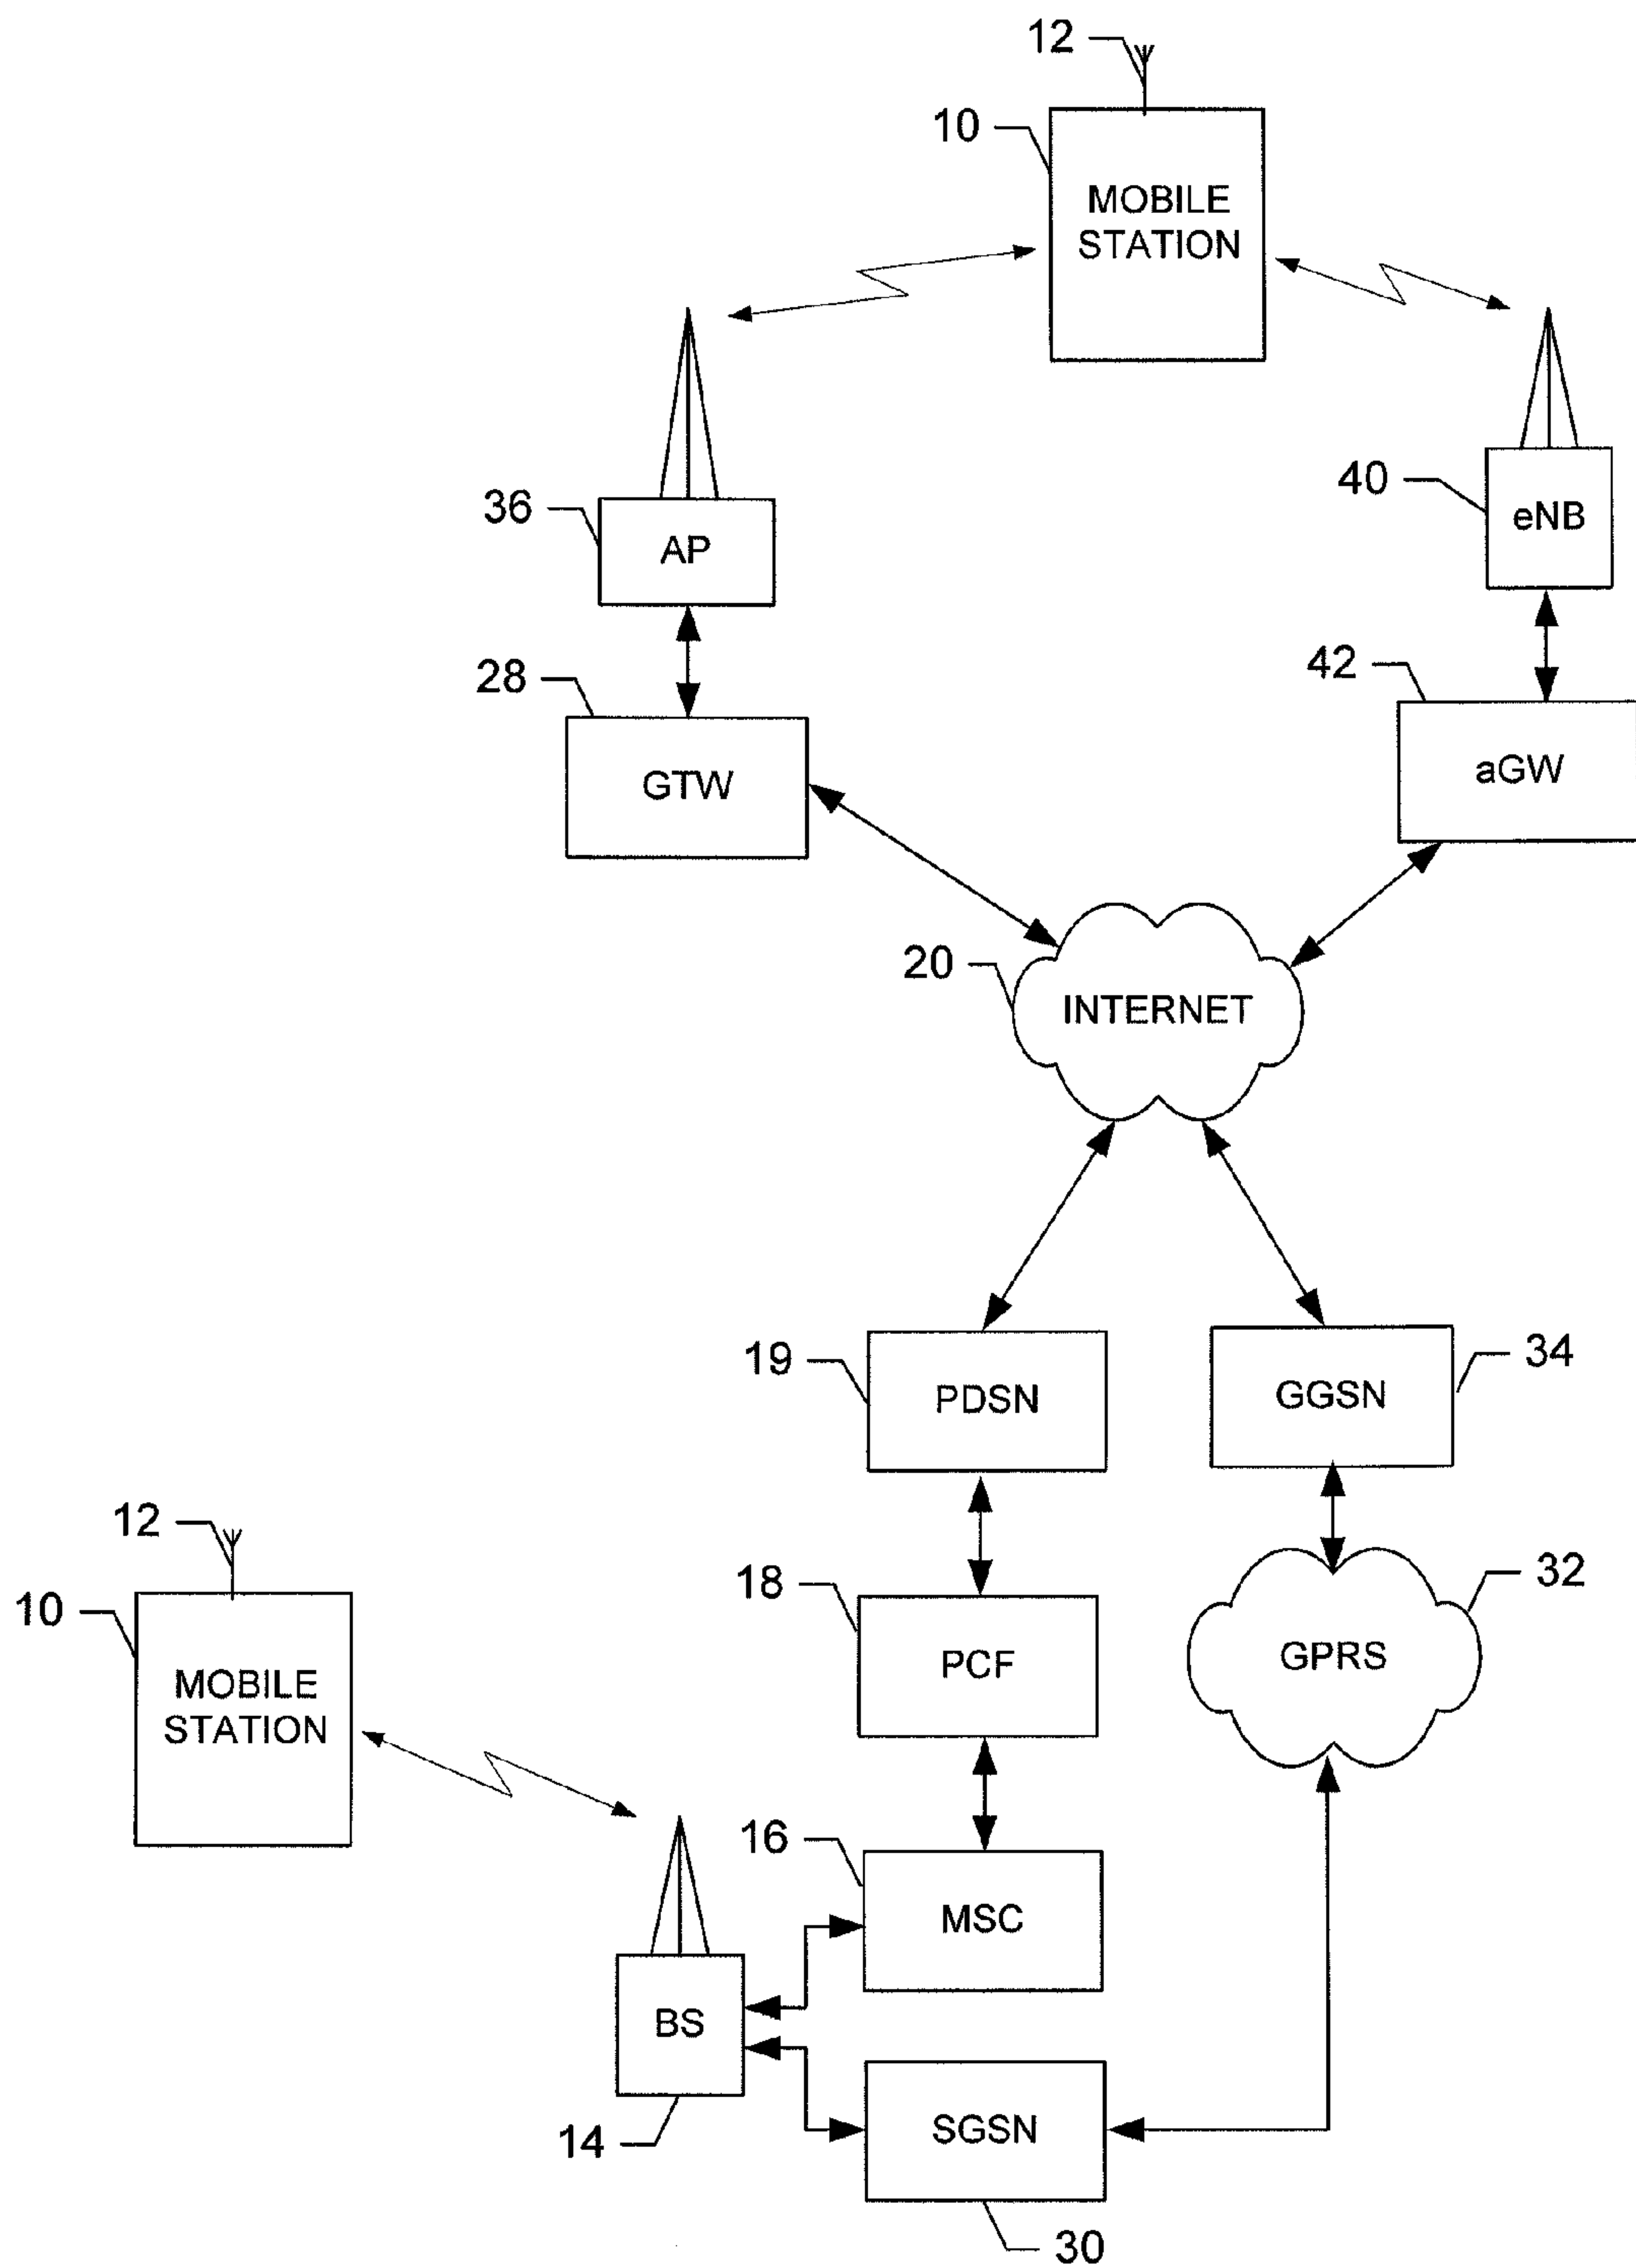 12
10
MOBILE
STATION
36
AP
40
eNB
28
GTW
42
aGW
20
INTERNET
19
PDSN
34
GGSN
12
10
MOBILE
STATION
18
PCF
32
GPRS
16
MSC
BS
14
SGSN
30